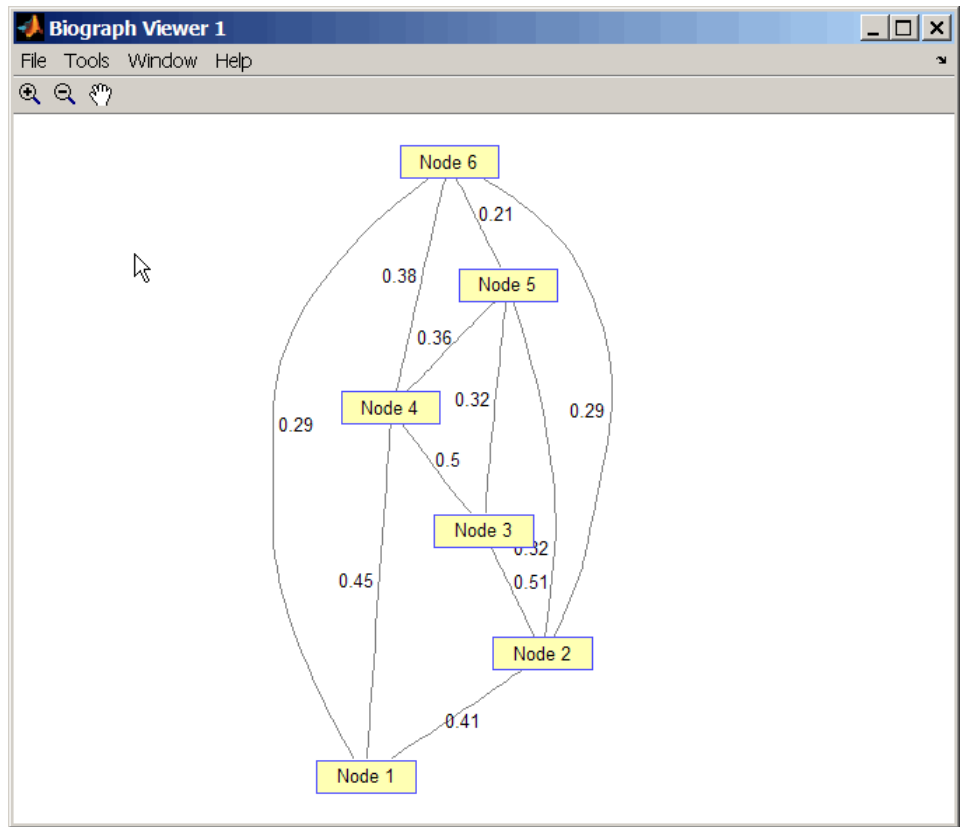 Biograph Viewer 1
File Tools Window Help
Node 6
0.21
0.38
Node 5
0.36
0.32
Node 4
0.29
0.29
0.5
Node 3
0.32
0.45
0.51
Node 2
0.41
Node 1